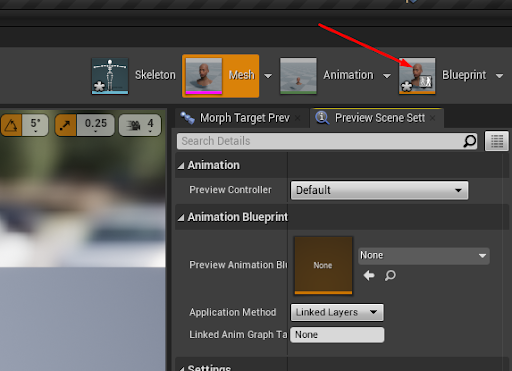 Skeleton Mesh Animation Blueprint
5° 0.25 4
Morph Target Prev Preview Scene Sett
Search Details
Animation
Preview Controller Default
Animation Blueprint
Preview Animation Blu None None
Application Method Linked Layers
Linked Anim Graph Ta None
Settings